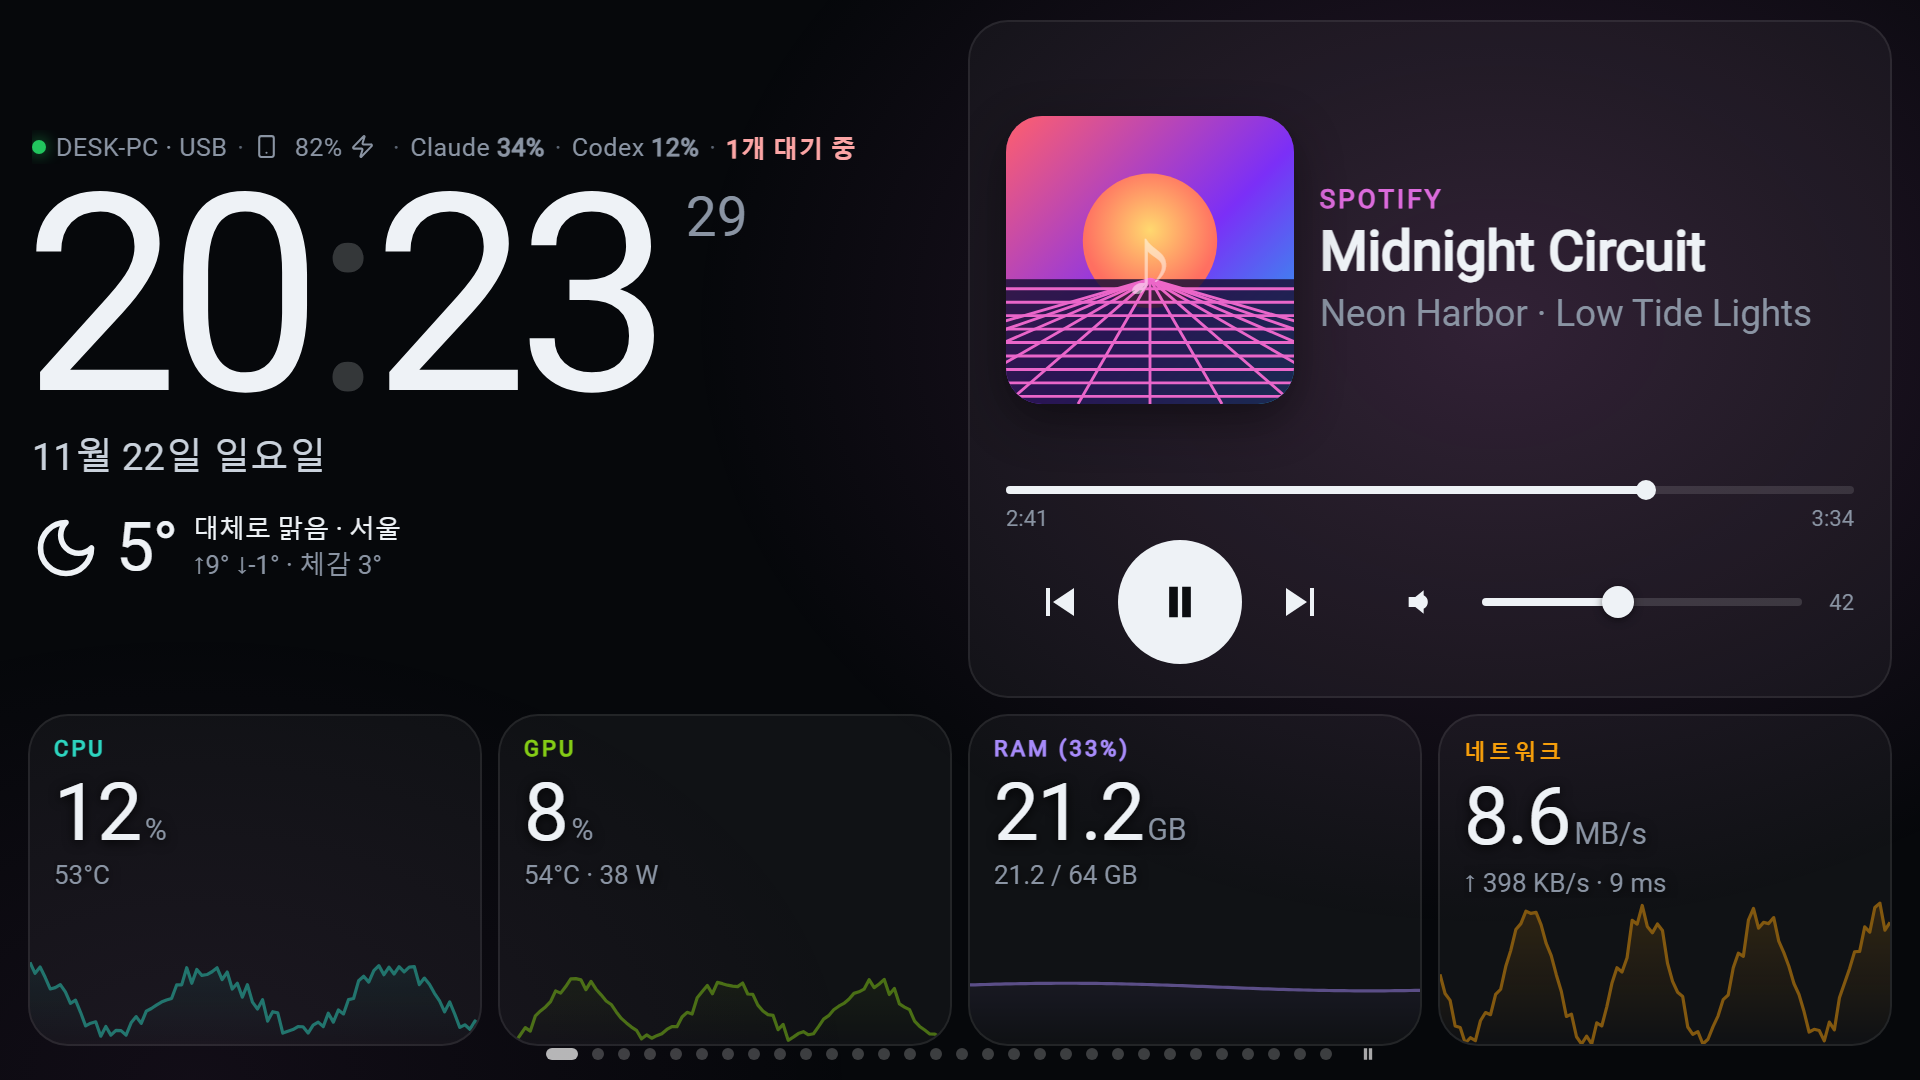 DESK-PC · USB · 82% · Claude 34% · Codex 12% · 1개 대기 중
20:23 29
11월 22일 일요일
5° 대체로 맑음 · 서울
↑9° ↓-1° · 체감 3°
SPOTIFY
Midnight Circuit
Neon Harbor · Low Tide Lights
2:41 3:34
42
CPU
12%
53°C
GPU
8%
54°C · 38 W
RAM (33%)
21.2GB
21.2 / 64 GB
네트워크
8.6MB/s
↑ 398 KB/s · 9 ms